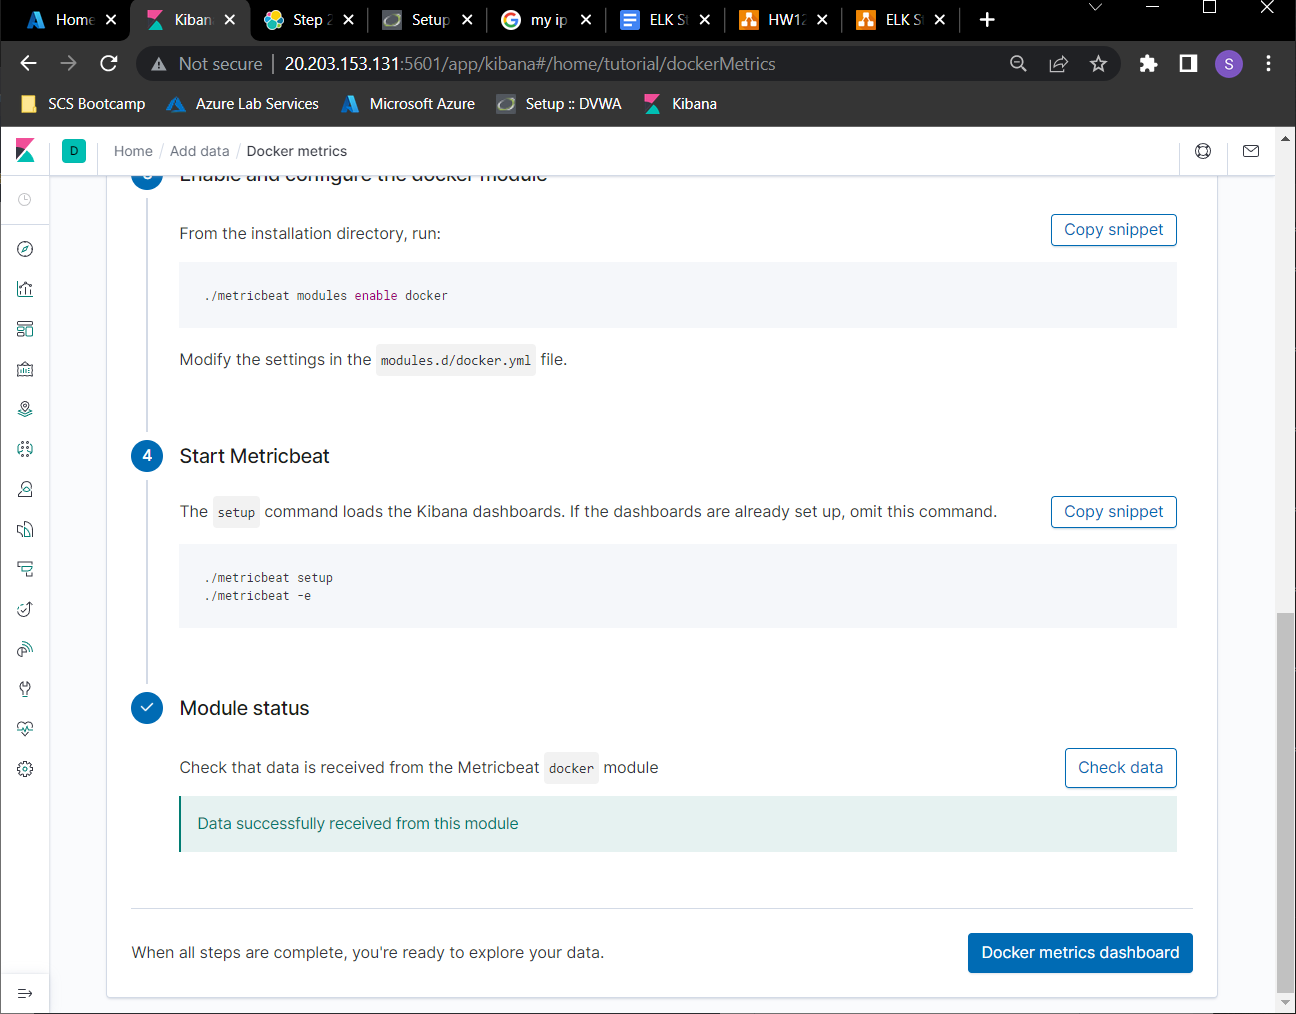 Home
Kiban
Step 2
Setup
my ip
ELK St
HW12
ELK S
Not secure
20.203.153.131:5601/app/kibana#/home/tutorial/dockerMetrics
S
SCS Bootcamp
Azure Lab Services
Microsoft Azure
Setup :: DVWA
Kibana
D
Home / Add data / Docker metrics
Enable and configure the docker module
From the installation directory, run:
Copy snippet
./metricbeat modules enable docker
Modify the settings in the modules.d/docker.yml file.
4
Start Metricbeat
The setup command loads the Kibana dashboards. If the dashboards are already set up, omit this command.
Copy snippet
./metricbeat setup
./metricbeat -e
Module status
Check that data is received from the Metricbeat docker module
Check data
Data successfully received from this module
When all steps are complete, you're ready to explore your data.
Docker metrics dashboard